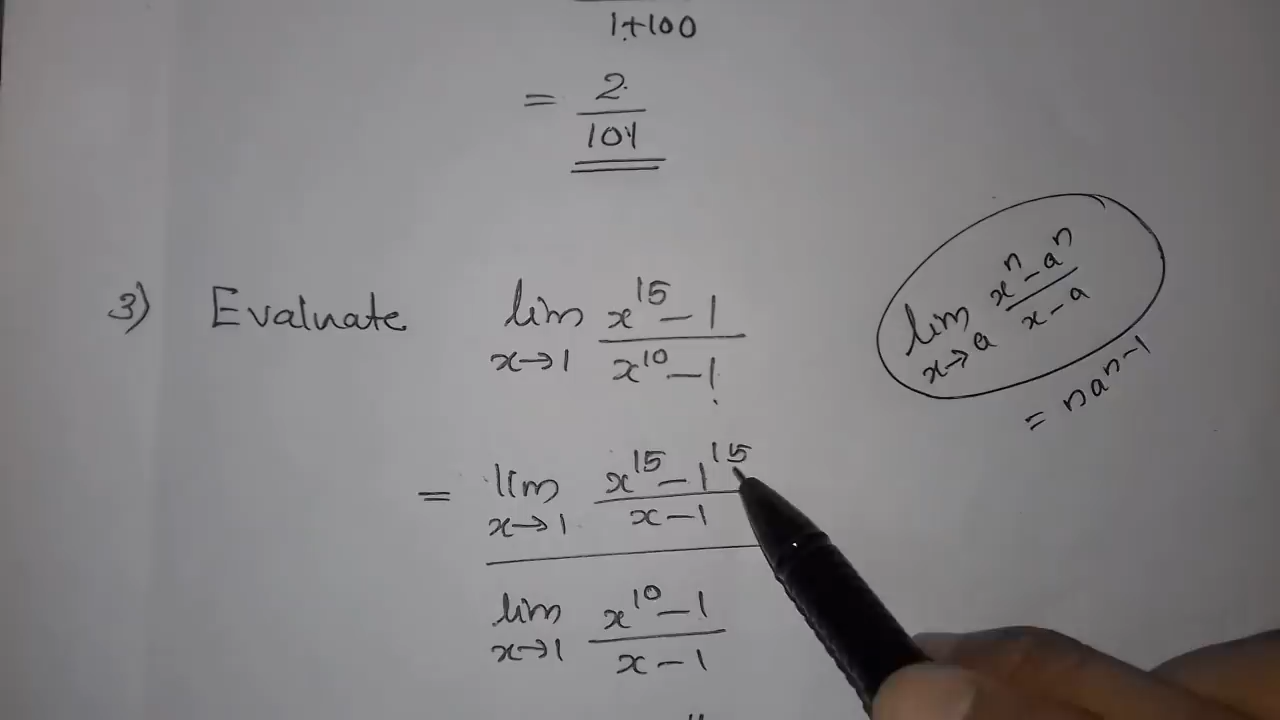 1+100
= 2
101
3) Evaluate lim x^15 - 1
x→1 x^10 - 1
lim x^n - a^n
x→a x - a
= na^n-1
= lim x^15 - 1^15
x→1 x - 1
lim x^10 - 1
x→1 x - 1